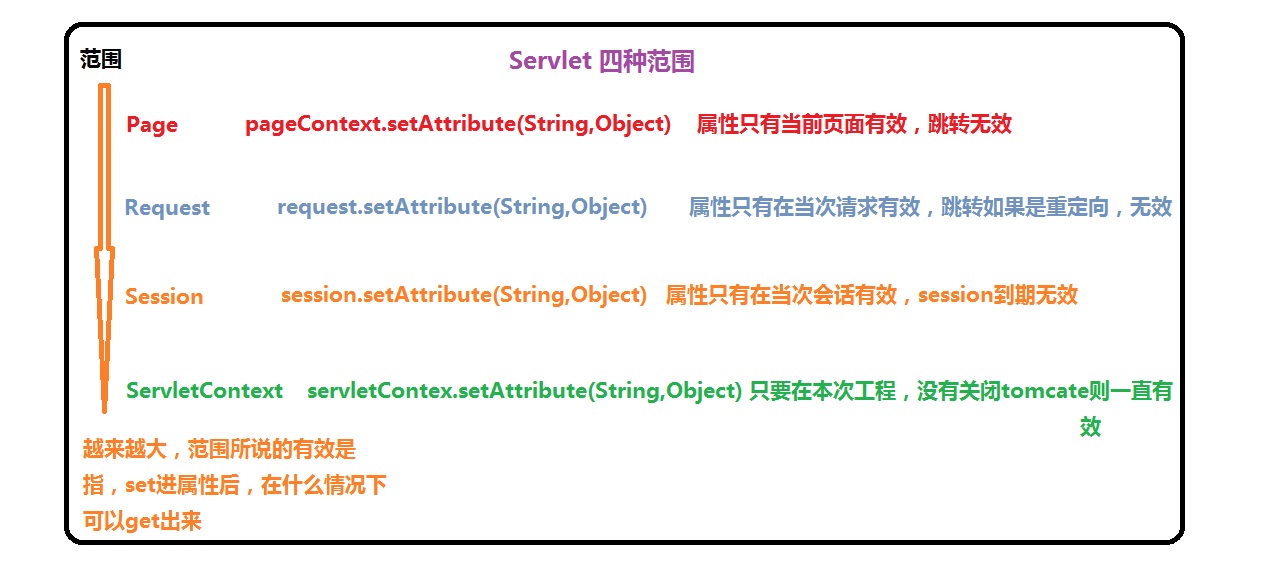 范围
Servlet 四种范围
Page pageContext.setAttribute(String,Object) 属性只有当前页面有效，跳转无效
Request request.setAttribute(String,Object) 属性只有在当次请求有效，跳转如果是重定向，无效
Session session.setAttribute(String,Object) 属性只有在当次会话有效，session到期无效
ServletContext servletContex.setAttribute(String,Object) 只要在本次工程，没有关闭tomcate则一直有
效
越来越大，范围所说的有效是
指，set进属性后，在什么情况下
可以get出来